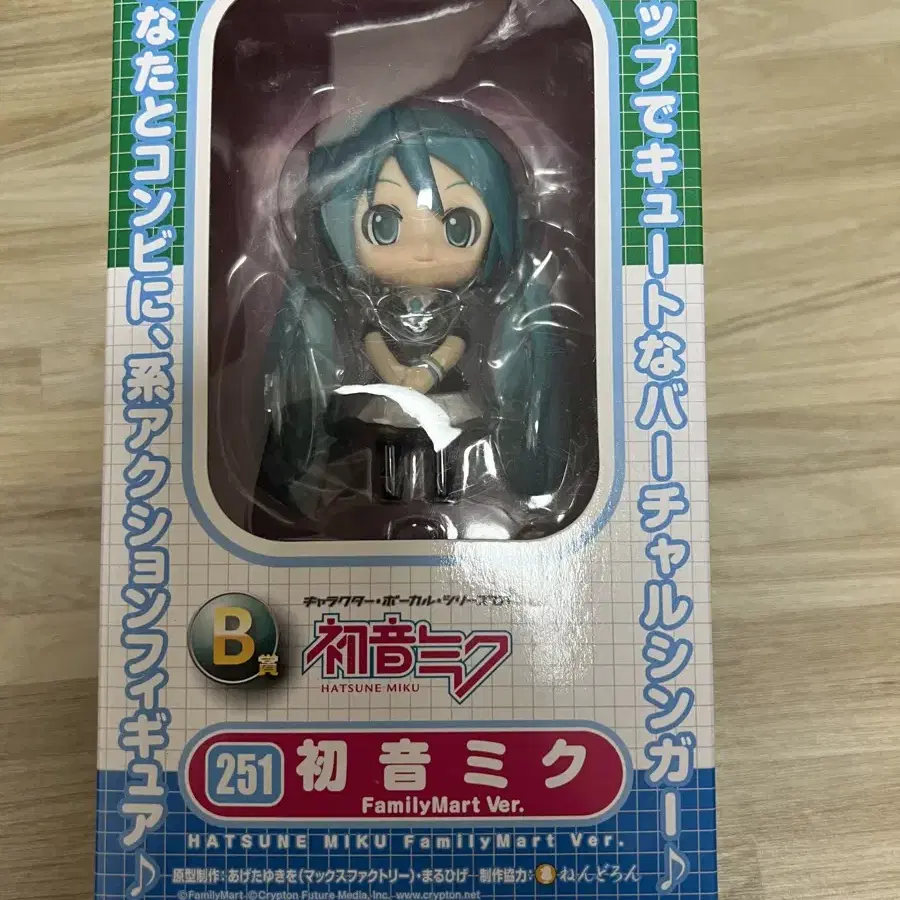 ップでキュートなバーチャルシンガー♪
なたとコンビに、系アクションフィギュア♪
キャラクター・ボーカル・シリーズ01
B賞
初音ミク
HATSUNE MIKU
251
初音ミク
FamilyMart Ver.
HATSUNE MIKU FamilyMart Ver.
原型制作:あげたゆきを(マックスファクトリー)・まるひげ 制作協力:ねんどろん
©FamilyMart ©Crypton Future Media, Inc. www.crypton.net